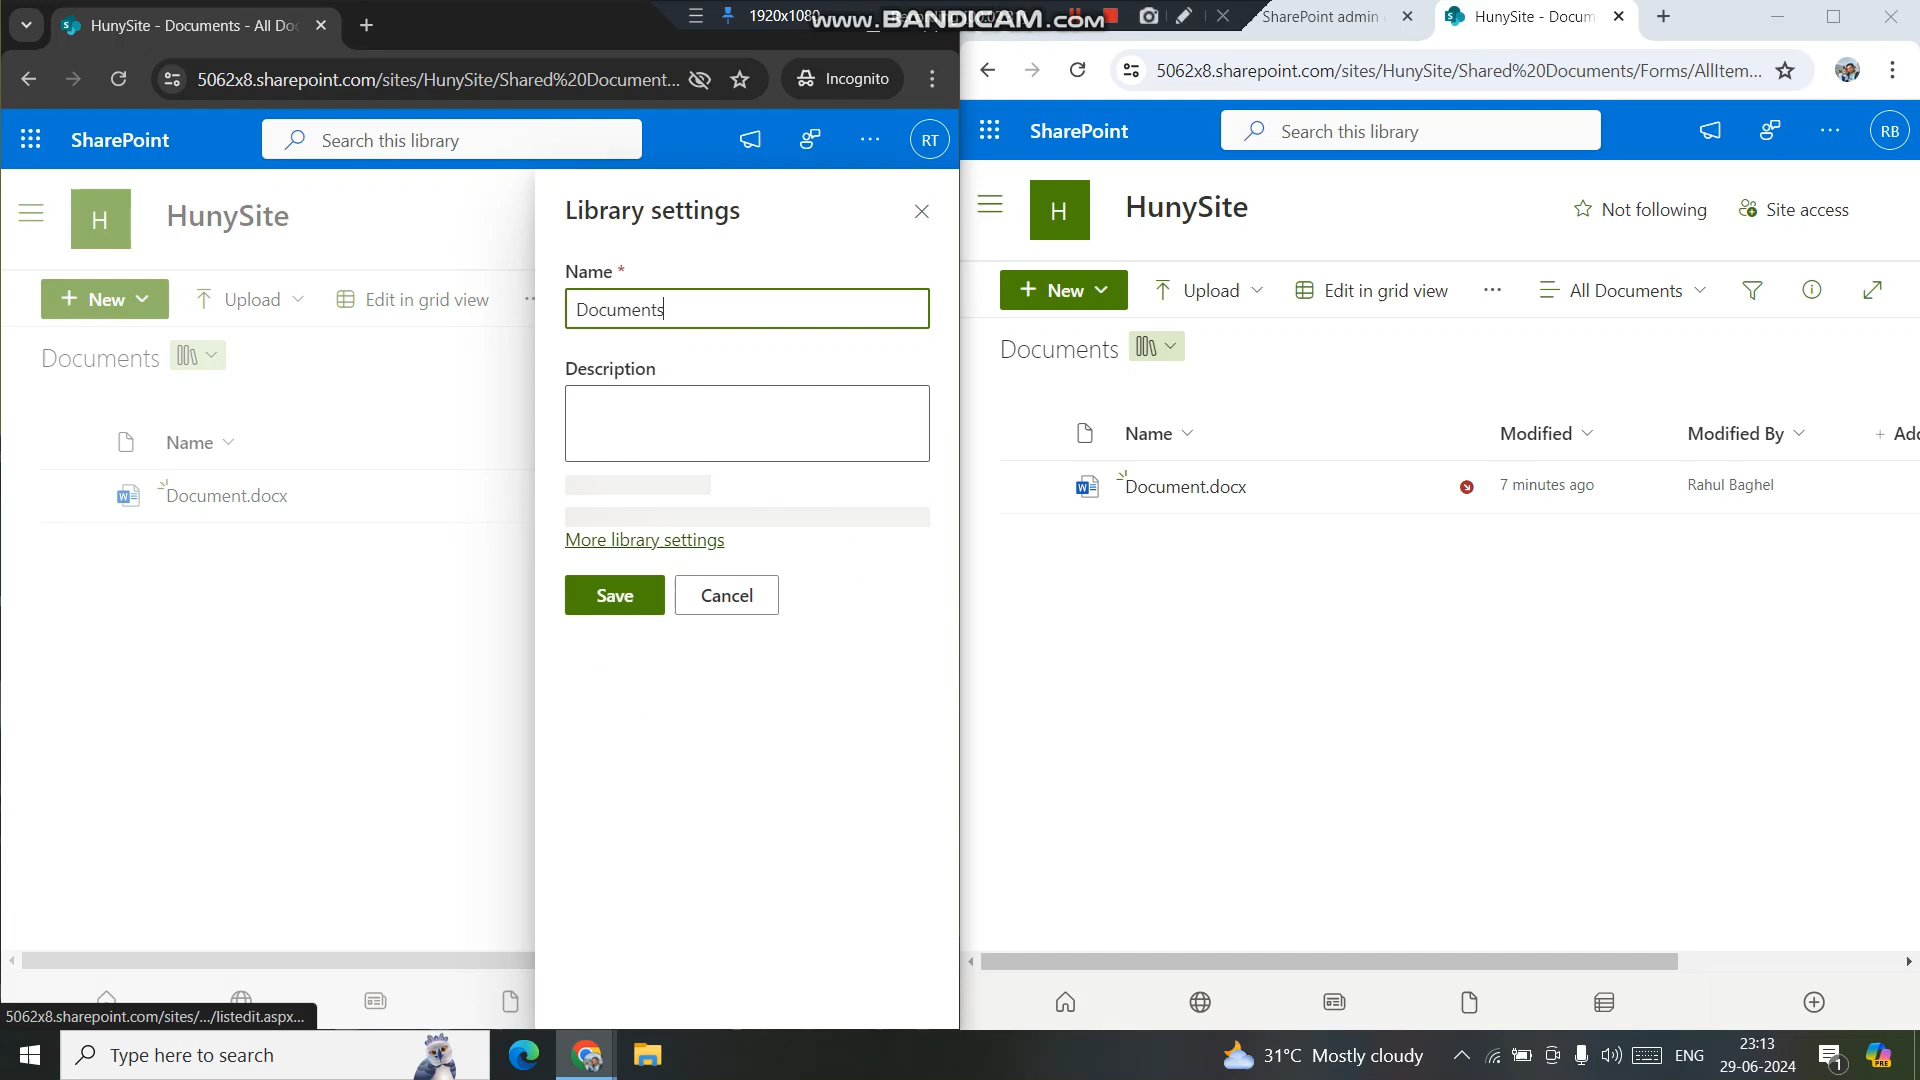 HunySite - Documents - All Doc
1920x1080
www.BANDICAM.com
SharePoint admin
HunySite - Docum
5062x8.sharepoint.com/sites/HunySite/Shared%20Document...
Incognito
5062x8.sharepoint.com/sites/HunySite/Shared%20Documents/Forms/AllItem...
SharePoint
Search this library
RT
SharePoint
Search this library
RB
H
HunySite
Library settings
H
HunySite
Not following
Site access
Name *
Documents
New
Upload
Edit in grid view
New
Upload
Edit in grid view
All Documents
Documents
Description
Documents
Name
Name
Modified
Modified By
Add
Document.docx
Document.docx
7 minutes ago
Rahul Baghel
More library settings
Save
Cancel
5062x8.sharepoint.com/sites/.../listedit.aspx...
Type here to search
31°C Mostly cloudy
ENG
23:13
29-06-2024
1
PRE